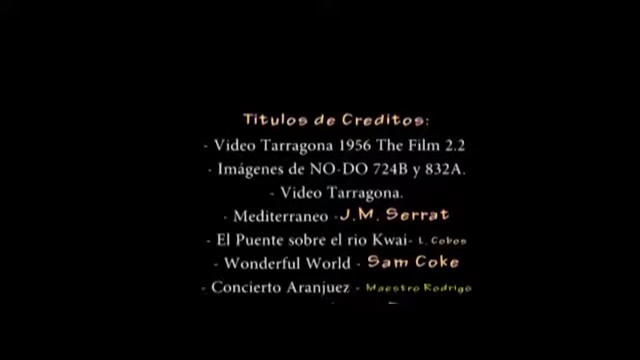 Titulos de Creditos:
- Video Tarragona 1956 The Film 2.2
- Imágenes de NO-DO 724B y 832A.
- Video Tarragona.
- Mediterraneo -J.M. Serrat
- El Puente sobre el rio Kwai- L. Cobos
- Wonderful World - Sam Coke
- Concierto Aranjuez - Maestro Rodrigo